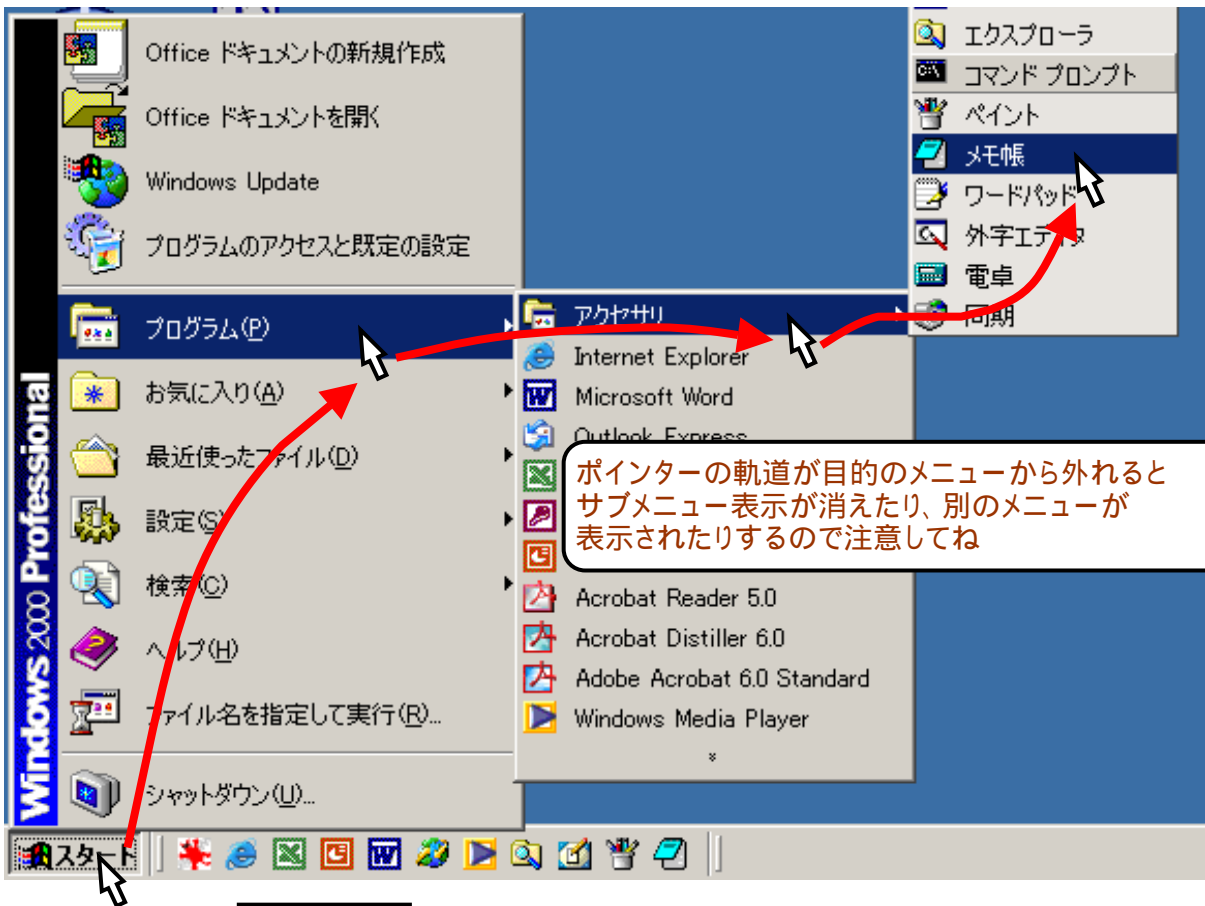 Office ドキュメントの新規作成
Office ドキュメントを開く
Windows Update
プログラムのアクセスと既定の設定
プログラム(P)
お気に入り(A)
最近使ったファイル(D)
設定(S)
検索(C)
ヘルプ(H)
ファイル名を指定して実行(R)...
シャットダウン(U)...
Windows 2000 Professional
スタート
アクセサリ
Internet Explorer
Microsoft Word
Outlook Express
Acrobat Reader 5.0
Acrobat Distiller 6.0
Adobe Acrobat 6.0 Standard
Windows Media Player
エクスプローラ
コマンド プロンプト
ペイント
メモ帳
ワードパッド
外字エディタ
電卓
同期
ポインターの軌道が目的のメニューから外れると
サブメニュー表示が消えたり、別のメニューが
表示されたりするので注意してね